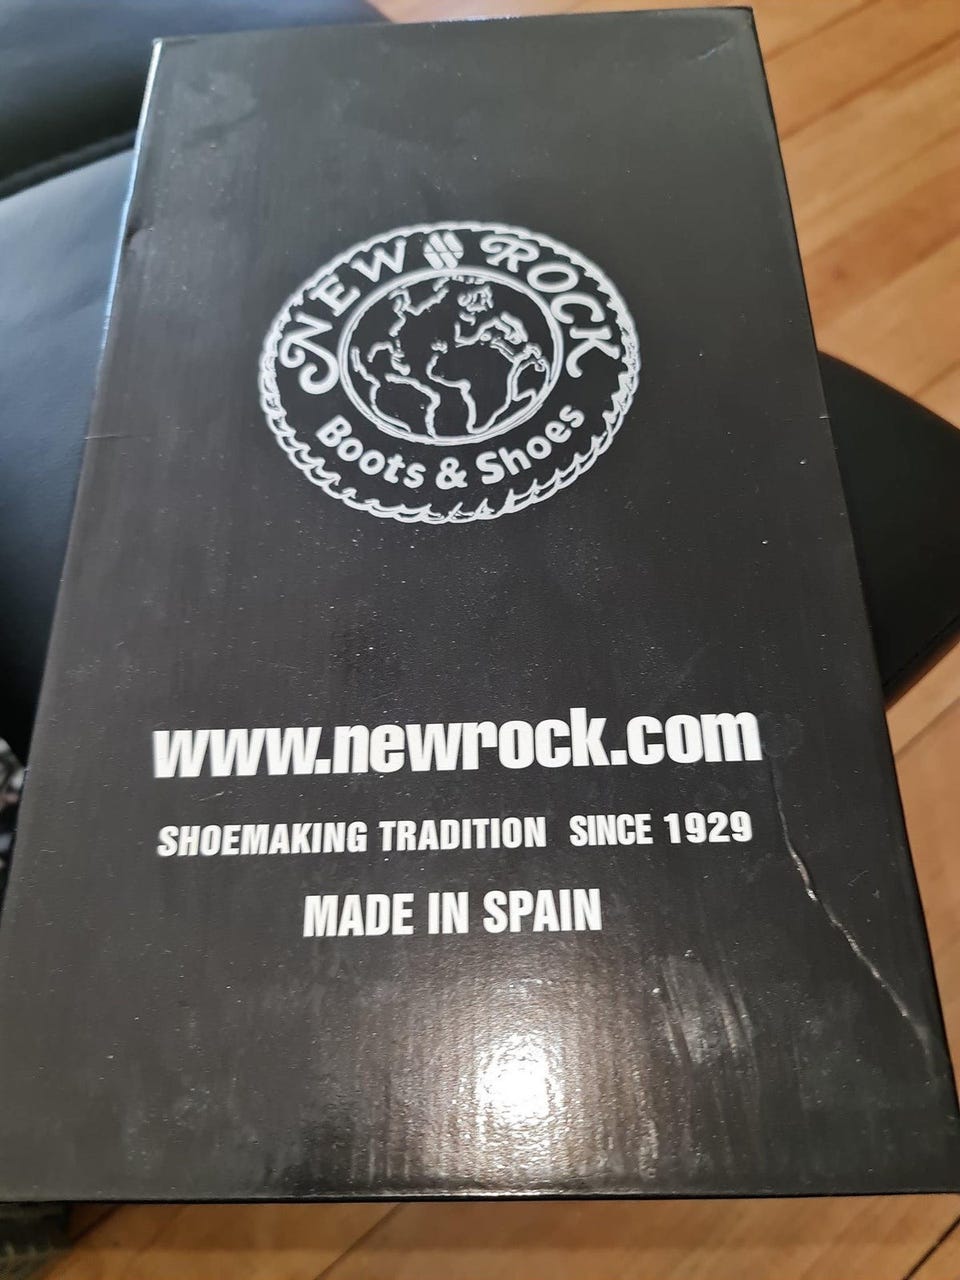 NEW ROCK
Boots & Shoes
www.newrock.com
SHOEMAKING TRADITION SINCE 1929
MADE IN SPAIN